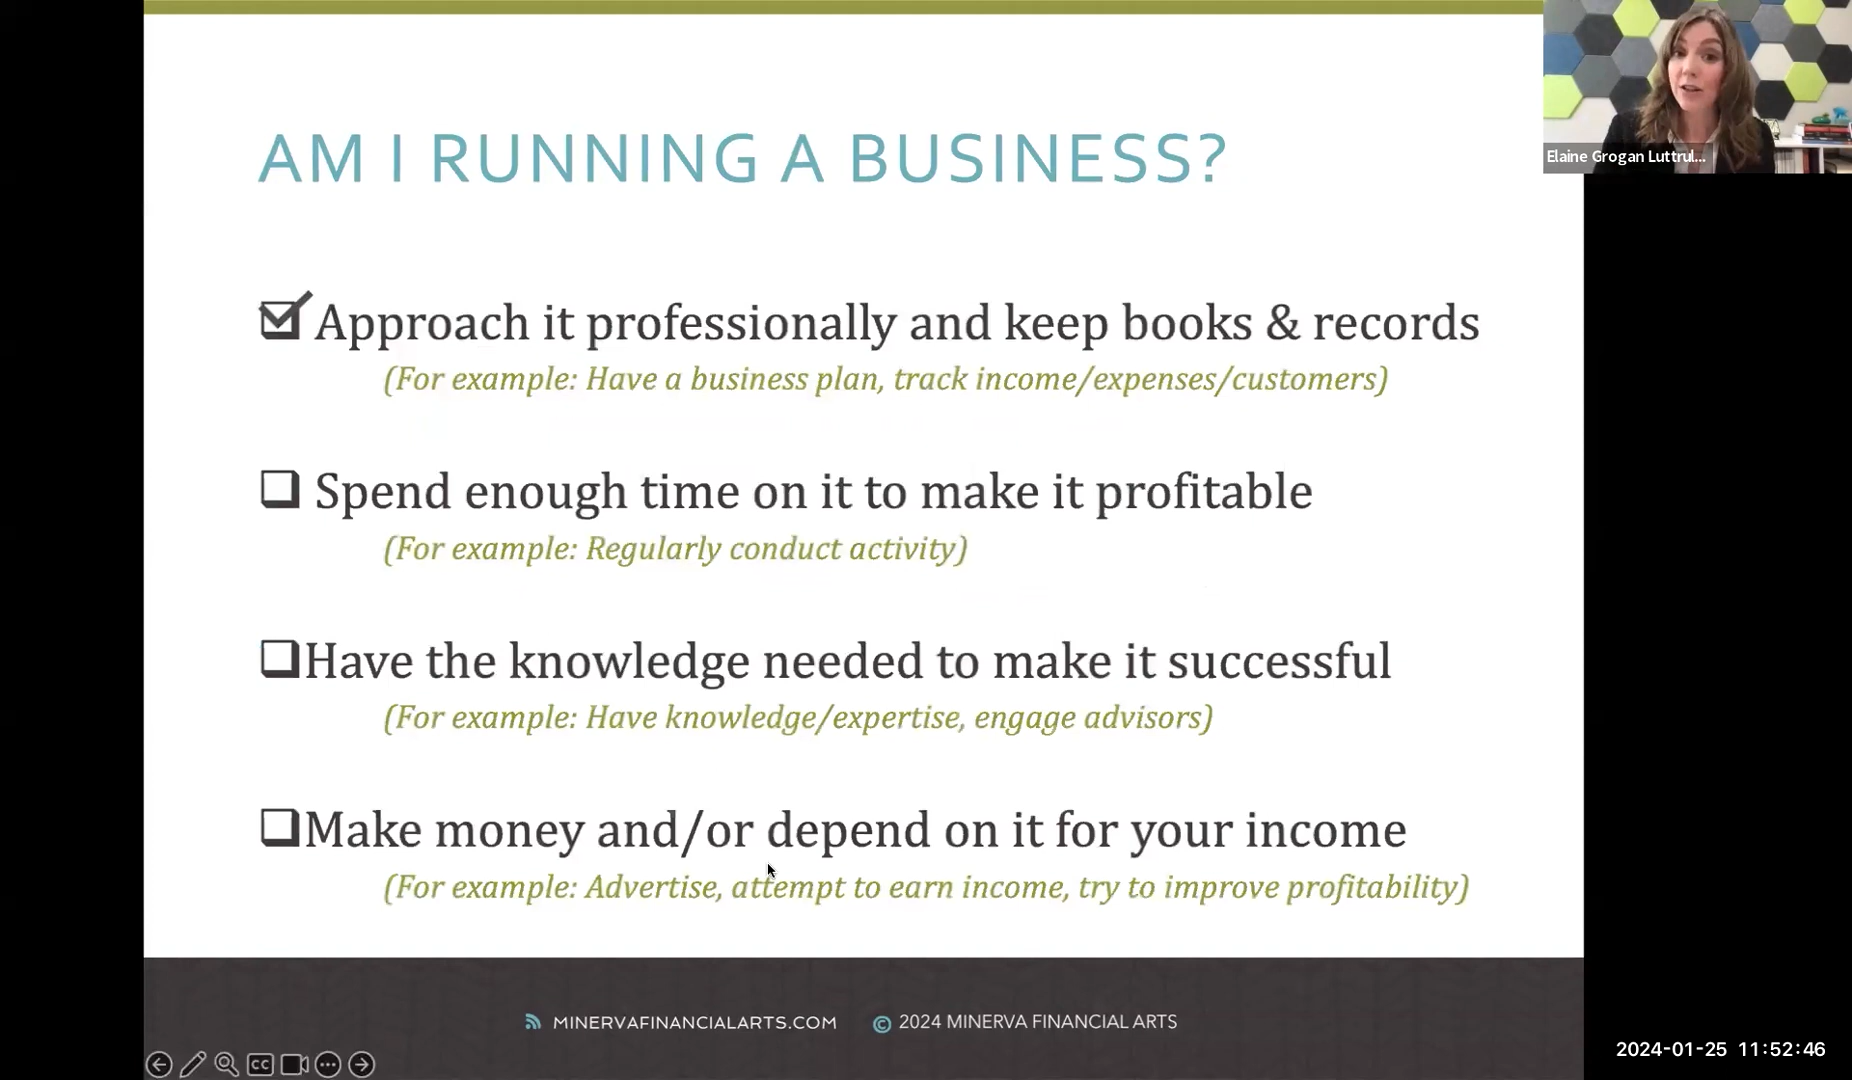 AM I RUNNING A BUSINESS?
Elaine Grogan Luttrul...
Approach it professionally and keep books & records
(For example: Have a business plan, track income/expenses/customers)
Spend enough time on it to make it profitable
(For example: Regularly conduct activity)
Have the knowledge needed to make it successful
(For example: Have knowledge/expertise, engage advisors)
Make money and/or depend on it for your income
(For example: Advertise, attempt to earn income, try to improve profitability)
MINERVAFINANCIALARTS.COM © 2024 MINERVA FINANCIAL ARTS
CC
2024-01-25 11:52:46